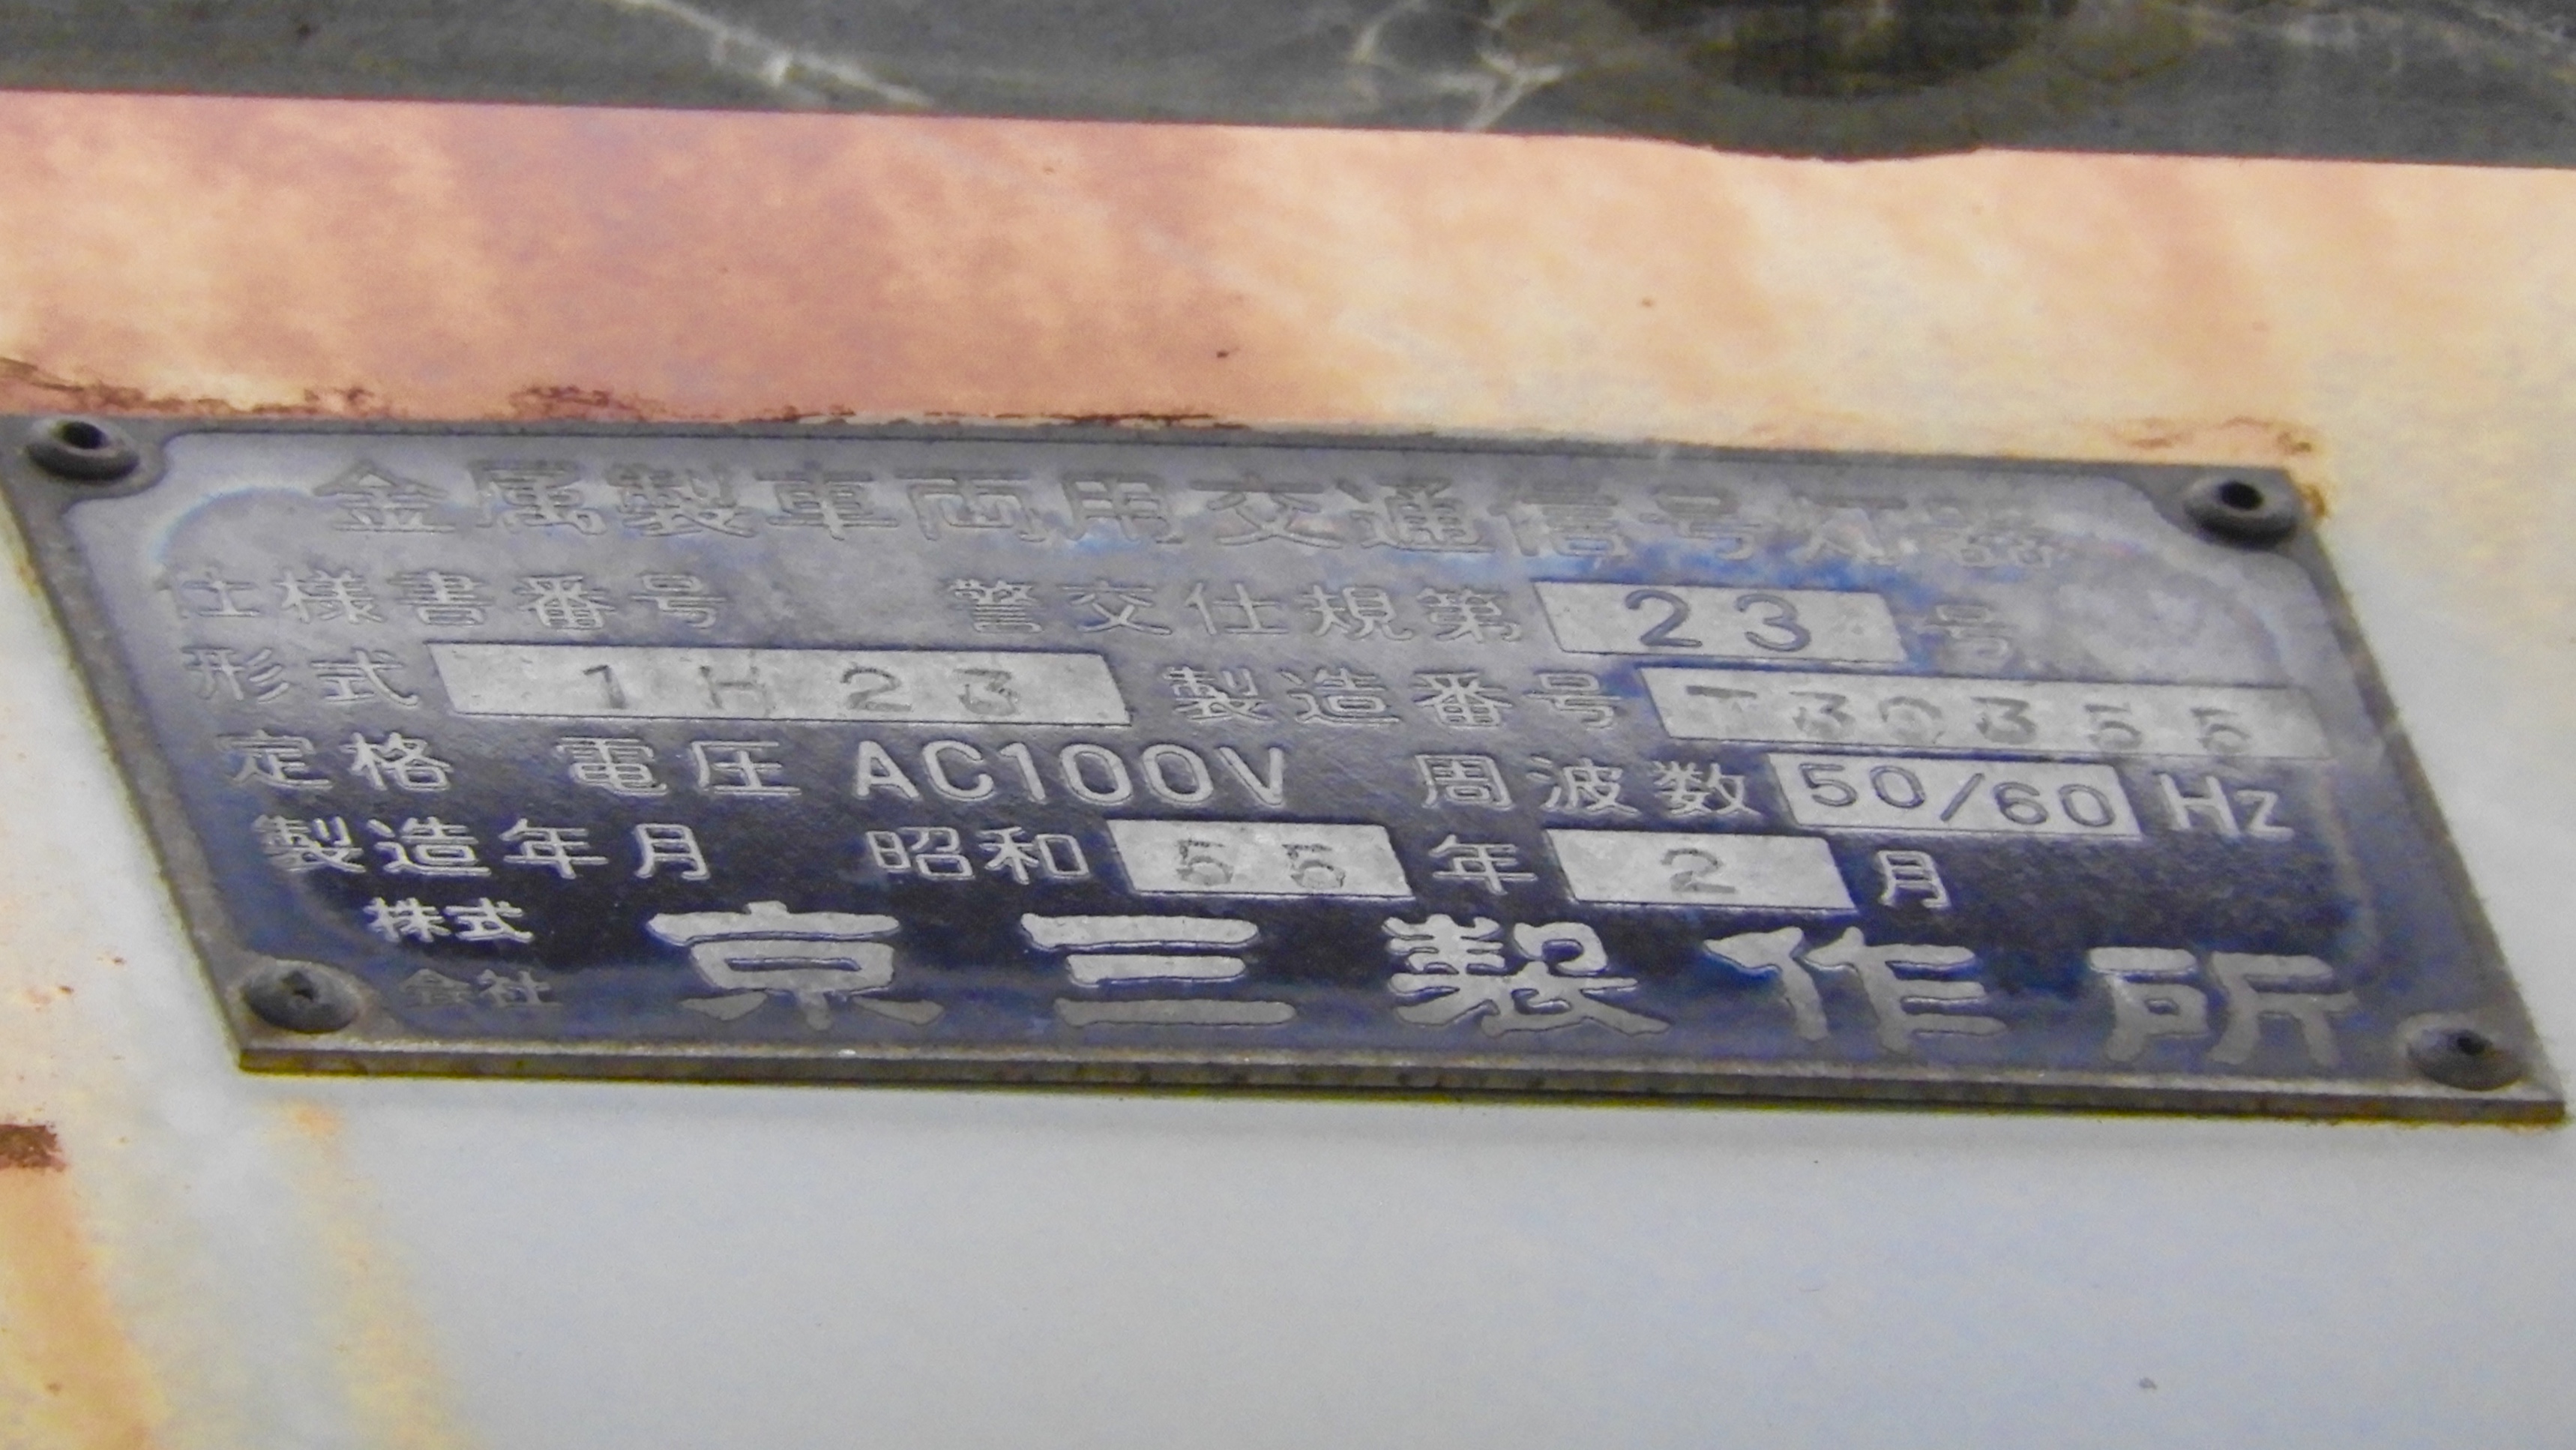 金属製車両用交通信号灯器
仕様書番号 警交仕規第 23 号
形式 1H23 製造番号 T30355
定格 電圧 AC100V 周波数 50/60 Hz
製造年月 昭和 55 年 2 月
株式会社 京三製作所